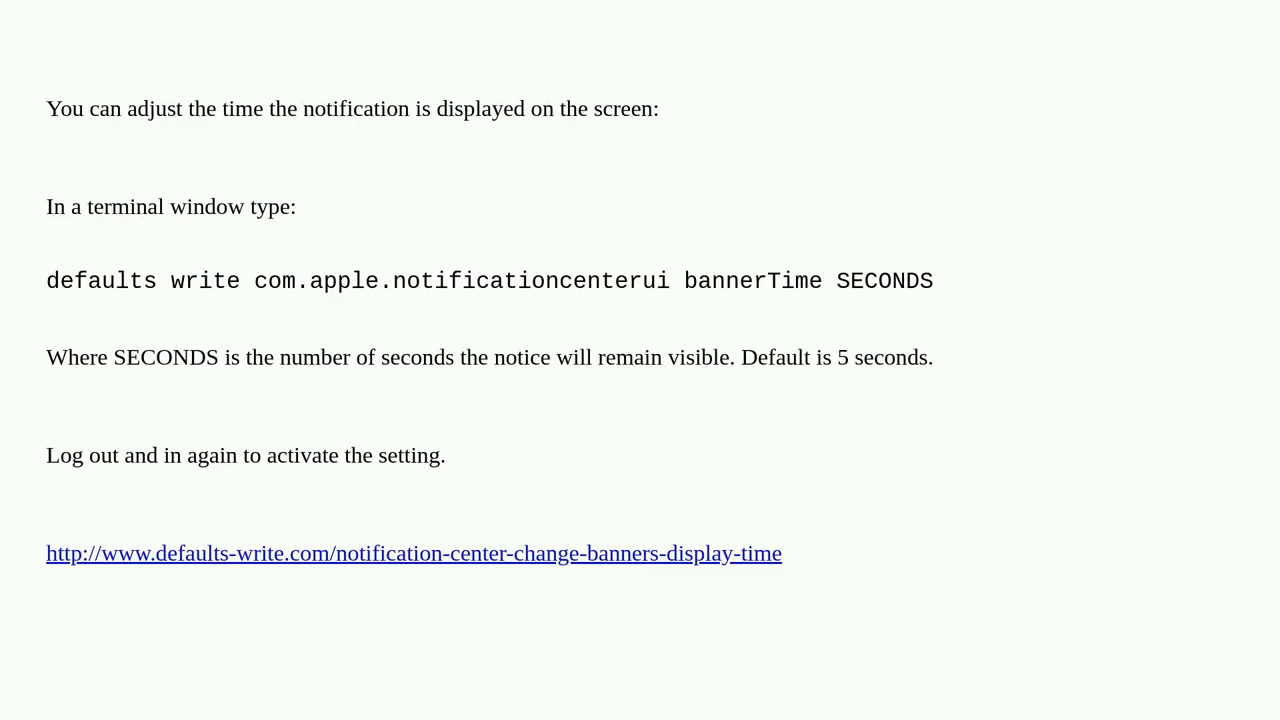 You can adjust the time the notification is displayed on the screen:
In a terminal window type:
defaults write com.apple.notificationcenterui bannerTime SECONDS
Where SECONDS is the number of seconds the notice will remain visible. Default is 5 seconds.
Log out and in again to activate the setting.
http://www.defaults-write.com/notification-center-change-banners-display-time